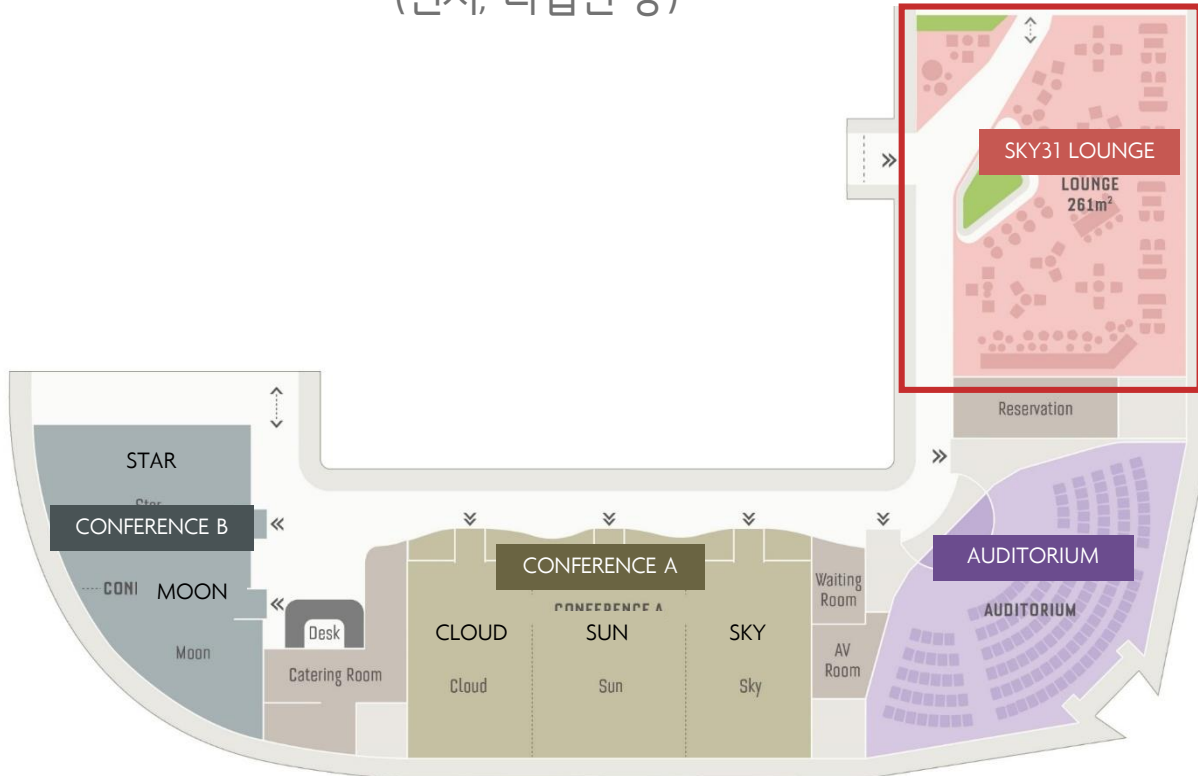 SKY31 LOUNGE
LOUNGE
261m²
Reservation
STAR
CONFERENCE B
CONFERENCE A
AUDITORIUM
MOON
Waiting
Room
CONFERENCE A
AUDITORIUM
Desk
CLOUD
SUN
SKY
Moon
Catering Room
AV
Room
Cloud
Sun
Sky